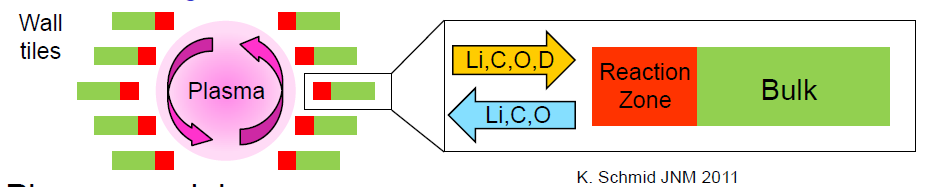 Wall
tiles
Plasma
Li,C,O,D
Li,C,O
Reaction
Zone
Bulk
K. Schmid JNM 2011